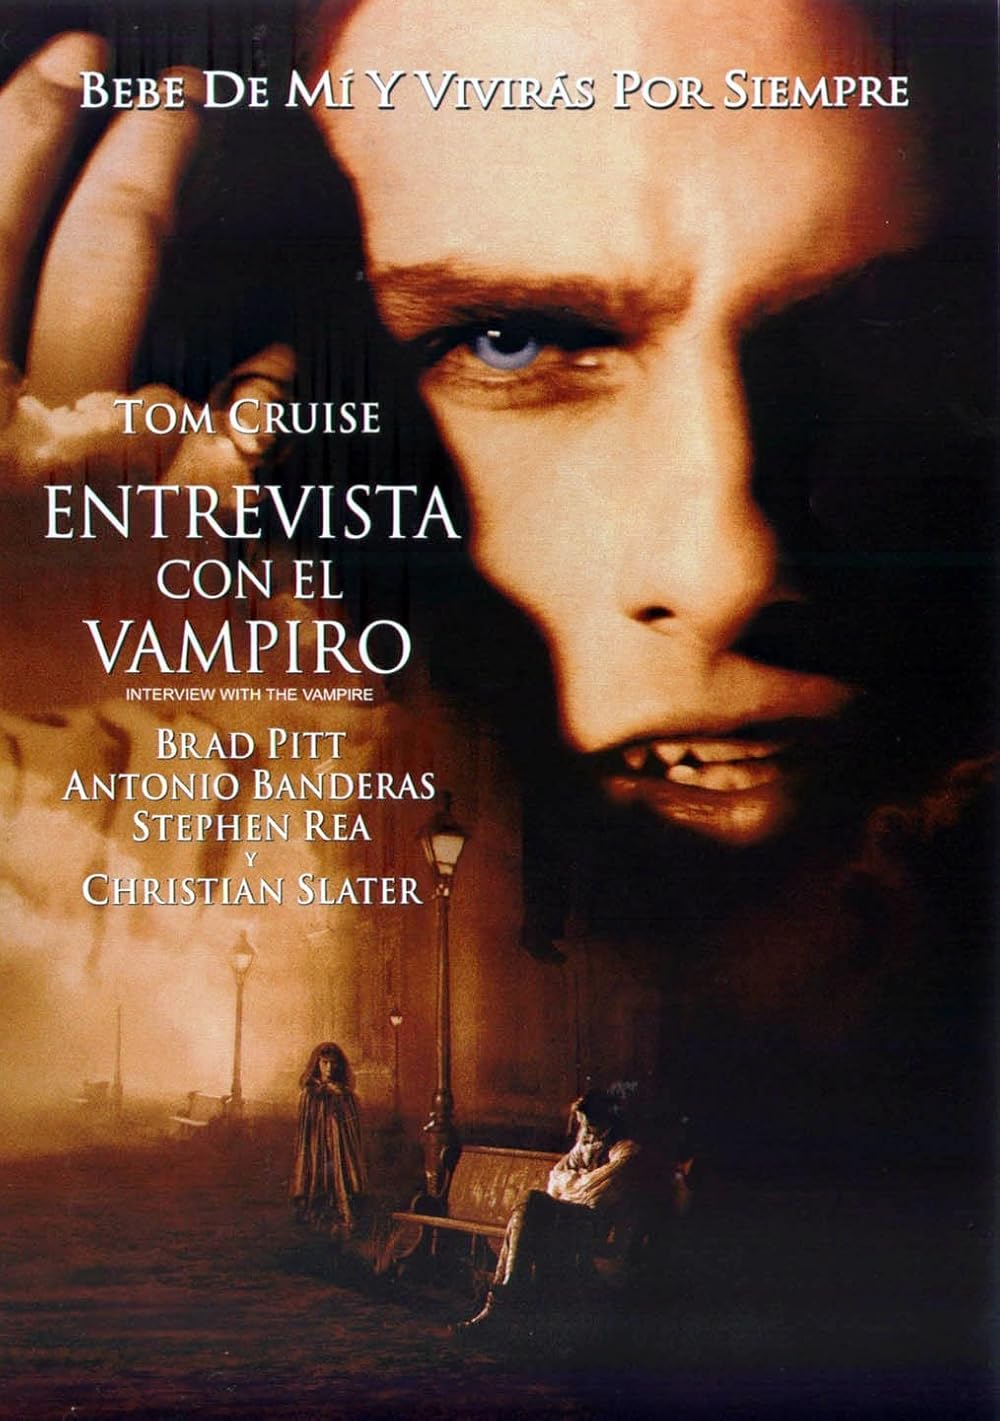 BEBE DE MÍ Y VIVIRÁS POR SIEMPRE
TOM CRUISE
ENTREVISTA
CON EL
VAMPIRO
INTERVIEW WITH THE VAMPIRE
BRAD PITT
ANTONIO BANDERAS
STEPHEN REA
Y
CHRISTIAN SLATER